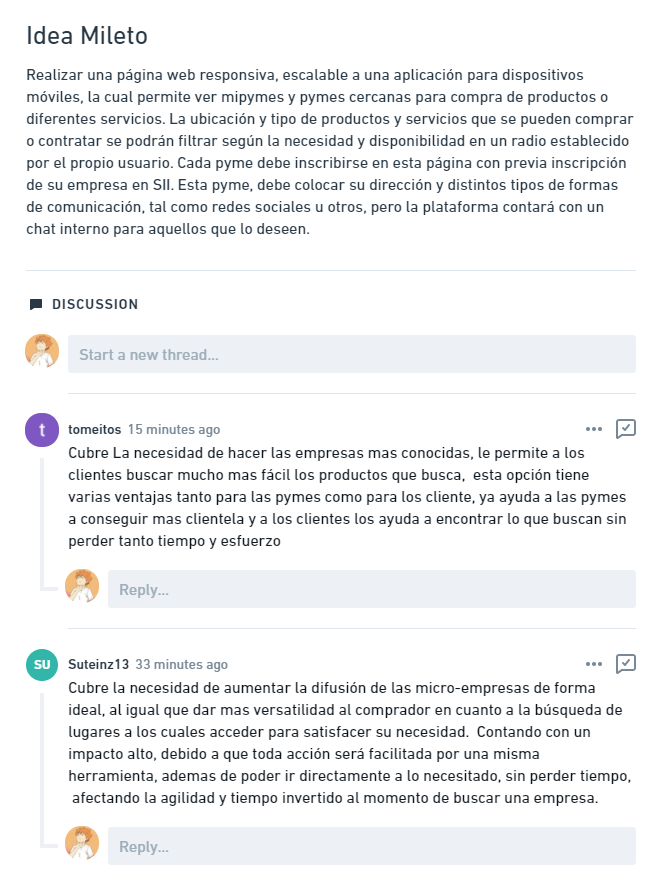 Idea Mileto
Realizar una página web responsiva, escalable a una aplicación para dispositivos
móviles, la cual permite ver mipymes y pymes cercanas para compra de productos o
diferentes servicios. La ubicación y tipo de productos y servicios que se pueden comprar
o contratar se podrán filtrar según la necesidad y disponibilidad en un radio establecido
por el propio usuario. Cada pyme debe inscribirse en esta página con previa inscripción
de su empresa en SII. Esta pyme, debe colocar su dirección y distintos tipos de formas
de comunicación, tal como redes sociales u otros, pero la plataforma contará con un
chat interno para aquellos que lo deseen.
DISCUSSION
Start a new thread...
t
tomeitos 15 minutes ago
Cubre La necesidad de hacer las empresas mas conocidas, le permite a los
clientes buscar mucho mas fácil los productos que busca,  esta opción tiene
varias ventajas tanto para las pymes como para los cliente, ya ayuda a las pymes
a conseguir mas clientela y a los clientes los ayuda a encontrar lo que buscan sin
perder tanto tiempo y esfuerzo
Reply...
SU
Suteinz13 33 minutes ago
Cubre la necesidad de aumentar la difusión de las micro-empresas de forma
ideal, al igual que dar mas versatilidad al comprador en cuanto a la búsqueda de
lugares a los cuales acceder para satisfacer su necesidad.  Contando con un
impacto alto, debido a que toda acción será facilitada por una misma
herramienta, ademas de poder ir directamente a lo necesitado, sin perder tiempo,
afectando la agilidad y tiempo invertido al momento de buscar una empresa.
Reply...